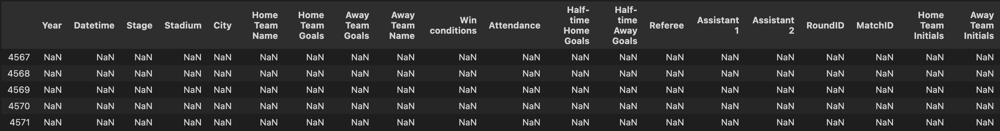 Year Datetime Stage Stadium City Home Team Name Home Team Goals Away Team Goals Away Team Name Win conditions Attendance Half-time Home Goals Half-time Away Goals Referee Assistant 1 Assistant 2 RoundID MatchID Home Team Initials Away Team Initials
4567 NaN NaN NaN NaN NaN NaN NaN NaN NaN NaN NaN NaN NaN NaN NaN NaN NaN NaN NaN NaN
4568 NaN NaN NaN NaN NaN NaN NaN NaN NaN NaN NaN NaN NaN NaN NaN NaN NaN NaN NaN NaN
4569 NaN NaN NaN NaN NaN NaN NaN NaN NaN NaN NaN NaN NaN NaN NaN NaN NaN NaN NaN NaN
4570 NaN NaN NaN NaN NaN NaN NaN NaN NaN NaN NaN NaN NaN NaN NaN NaN NaN NaN NaN NaN
4571 NaN NaN NaN NaN NaN NaN NaN NaN NaN NaN NaN NaN NaN NaN NaN NaN NaN NaN NaN NaN